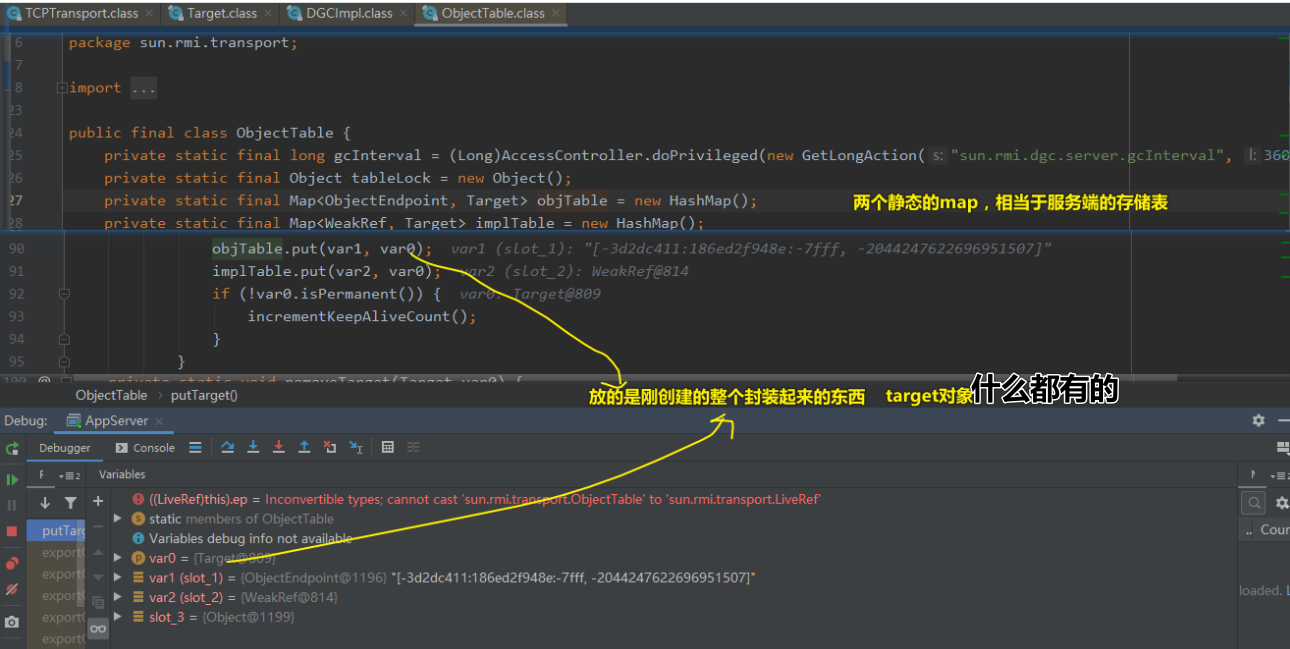 TCPTransport.class × Target.class × DGCImpl.class × ObjectTable.class ×
6 package sun.rmi.transport;
7
8 import ...
23
24 public final class ObjectTable {
25 private static final long gcInterval = (Long)AccessController.doPrivileged(new GetLongAction( s: "sun.rmi.dgc.server.gcInterval", l: 360
26 private static final Object tableLock = new Object();
27 private static final Map<ObjectEndpoint, Target> objTable = new HashMap();
两个静态的map，相当于服务端的存储表
28 private static final Map<WeakRef, Target> implTable = new HashMap();
90 objTable.put(var1, var0); var1 (slot_1): "[-3d2dc411:186ed2f948e:-7fff, -2044247622696951507]"
91 implTable.put(var2, var0); var2 (slot_2): WeakRef@814
92 if (!var0.isPermanent()) { var0: Target@809
93 incrementKeepAliveCount();
94 }
95 }
private static void removeTarget(Target var0) {
ObjectTable › putTarget()
放的是刚创建的整个封装起来的东西 target对象什么都有的
Debug: AppServer ×
Debugger Console
F Variables
((LiveRef)this).ep = Inconvertible types; cannot cast 'sun.rmi.transport.ObjectTable' to 'sun.rmi.transport.LiveRef'
static members of ObjectTable
Variables debug info not available
var0 = {Target@809}
var1 (slot_1) = {ObjectEndpoint@1196} "[-3d2dc411:186ed2f948e:-7fff, -2044247622696951507]"
var2 (slot_2) = {WeakRef@814}
slot_3 = {Object@1199}
putTarg
export
export
export
export
export
.. Cour
loaded. L